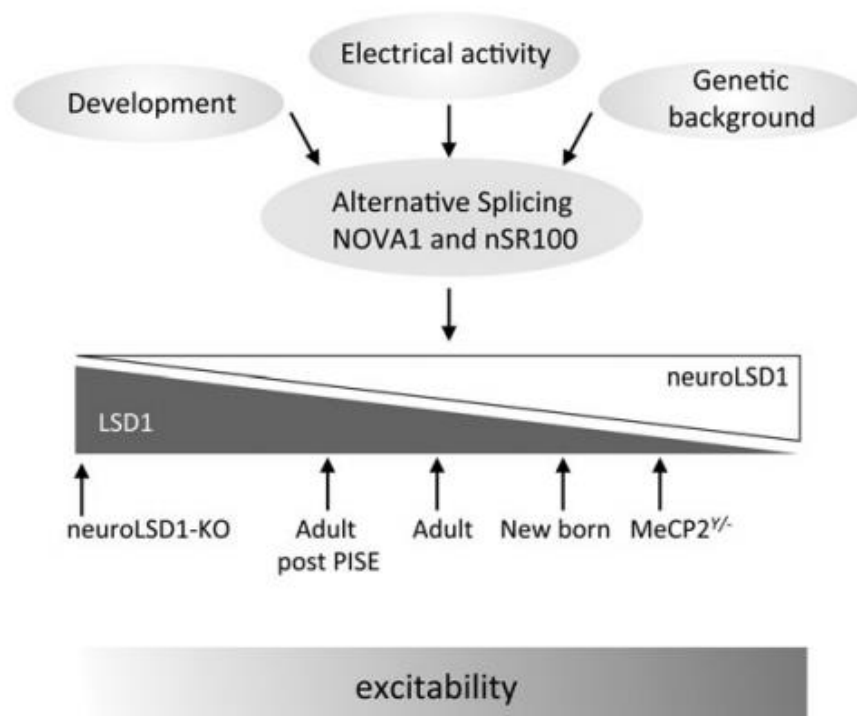 Electrical activity
Development
Genetic
background
Alternative Splicing
NOVA1 and nSR100
neuroLSD1
LSD1
neuroLSD1-KO
Adult
post PISE
Adult
New born
MeCP2^Y/-
excitability